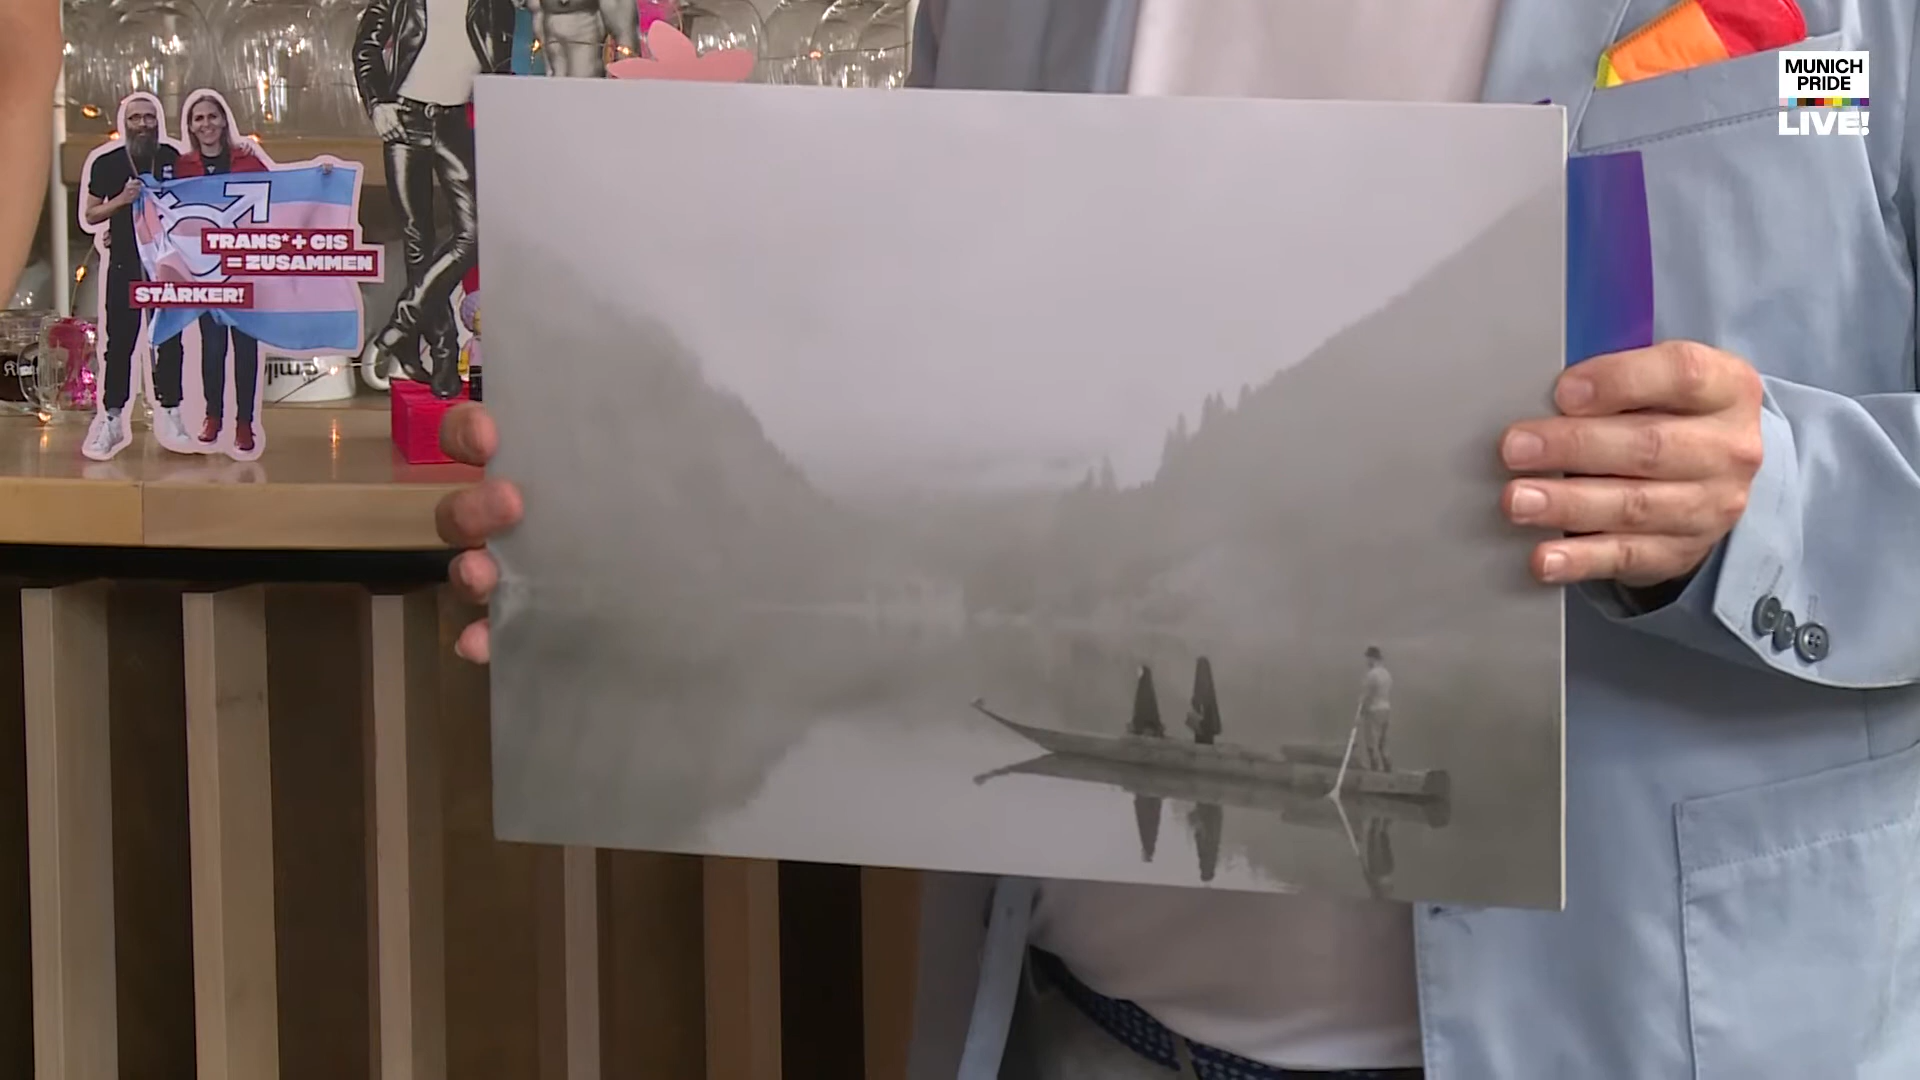 MUNICH
PRIDE
LIVE!
TRANS* + CIS
= ZUSAMMEN
STÄRKER!